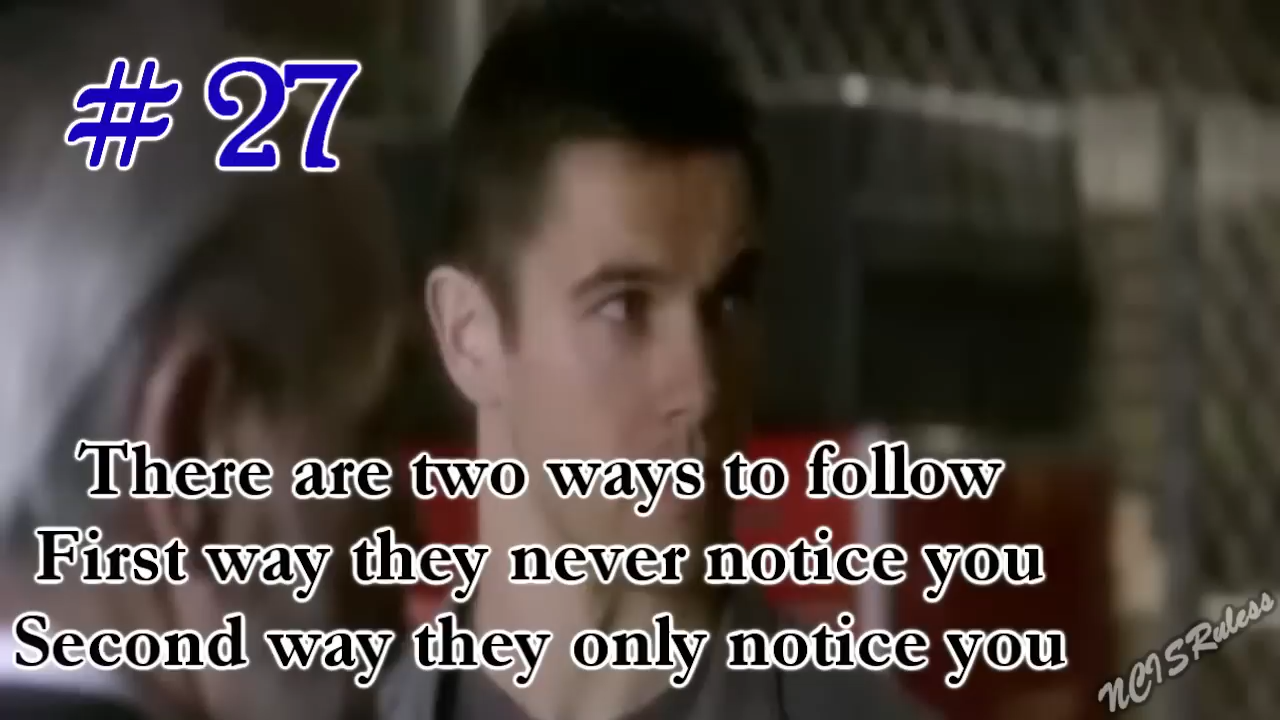 # 27
There are two ways to follow
First way they never notice you
Second way they only notice you
NCISRuless